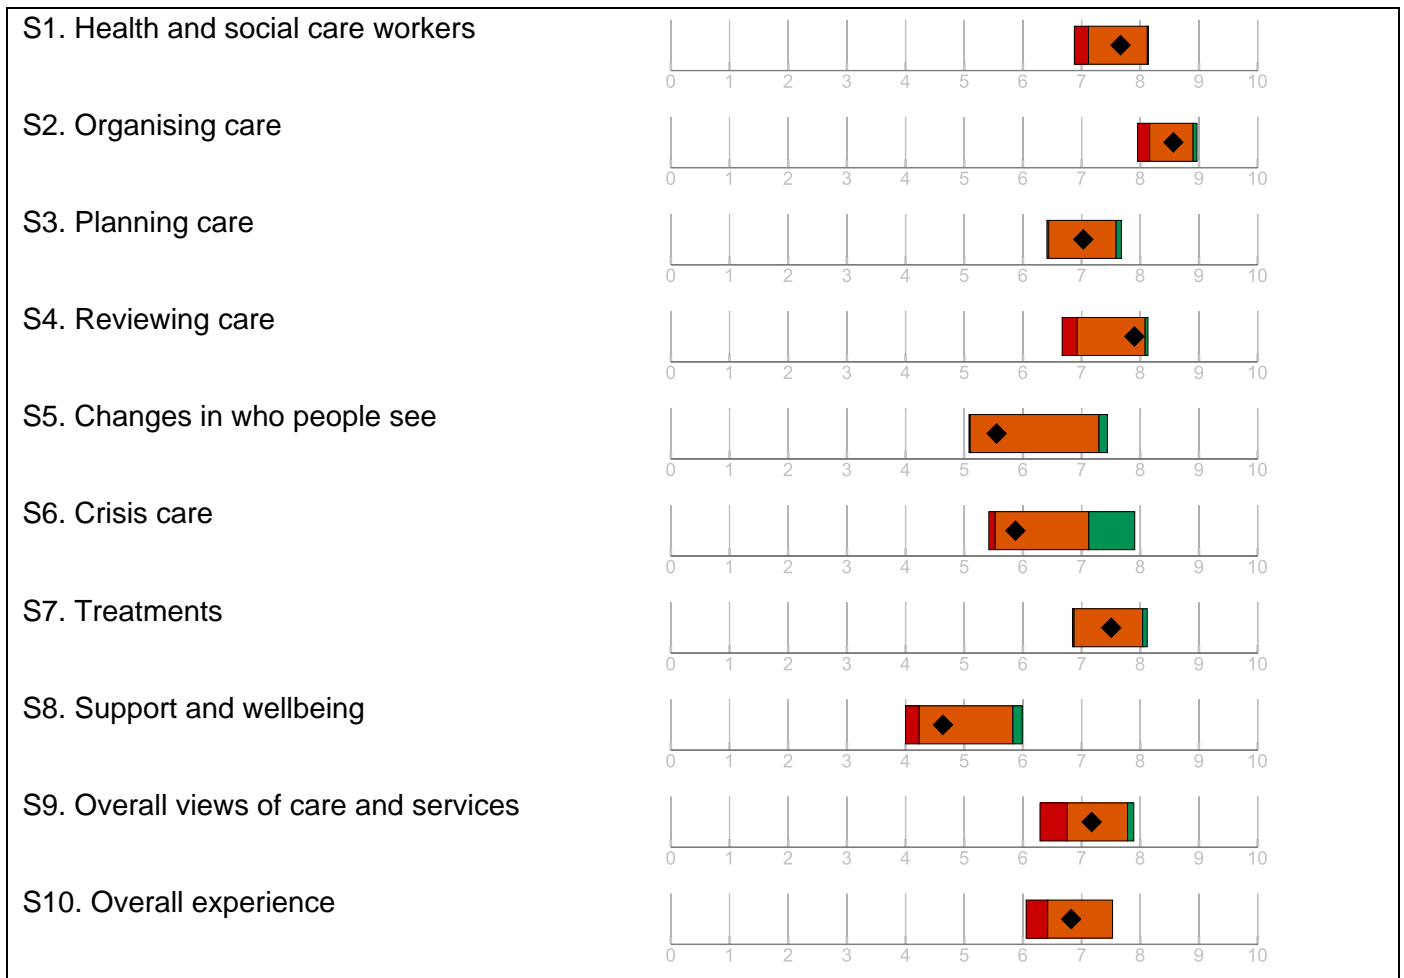 S1. Health and social care workers
0 1 2 3 4 5 6 7 8 9 10
S2. Organising care
0 1 2 3 4 5 6 7 8 9 10
S3. Planning care
0 1 2 3 4 5 6 7 8 9 10
S4. Reviewing care
0 1 2 3 4 5 6 7 8 9 10
S5. Changes in who people see
0 1 2 3 4 5 6 7 8 9 10
S6. Crisis care
0 1 2 3 4 5 6 7 8 9 10
S7. Treatments
0 1 2 3 4 5 6 7 8 9 10
S8. Support and wellbeing
0 1 2 3 4 5 6 7 8 9 10
S9. Overall views of care and services
0 1 2 3 4 5 6 7 8 9 10
S10. Overall experience
0 1 2 3 4 5 6 7 8 9 10